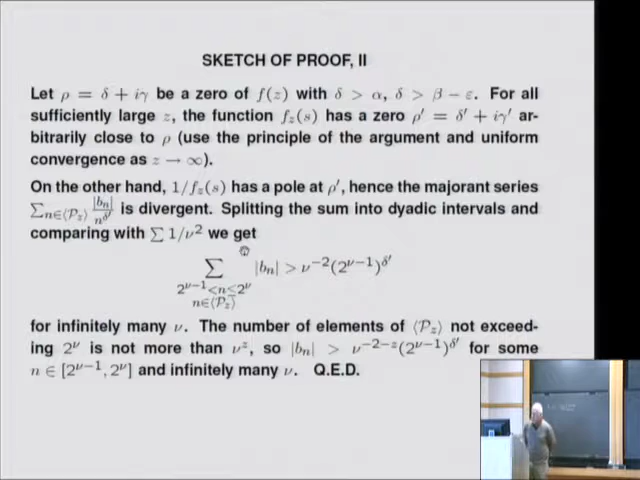 SKETCH OF PROOF, II
Let ρ = δ + iγ be a zero of f(z) with δ > α, δ > β − ε. For all
sufficiently large z, the function f_z(s) has a zero ρ′ = δ′ + iγ′ ar-
bitrarily close to ρ (use the principle of the argument and uniform
convergence as z → ∞).
On the other hand, 1/f_z(s) has a pole at ρ′, hence the majorant series
∑_{n∈⟨P_z⟩} |b_n|/n^{δ′} is divergent. Splitting the sum into dyadic intervals and
comparing with ∑ 1/ν² we get
∑_{2^{ν−1}<n≤2^ν, n∈⟨P_z⟩} |b_n| > ν^{−2}(2^{ν−1})^{δ′}
for infinitely many ν. The number of elements of ⟨P_z⟩ not exceed-
ing 2^ν is not more than ν^z, so |b_n| > ν^{−2−z}(2^{ν−1})^{δ′} for some
n ∈ [2^{ν−1}, 2^ν] and infinitely many ν. Q.E.D.